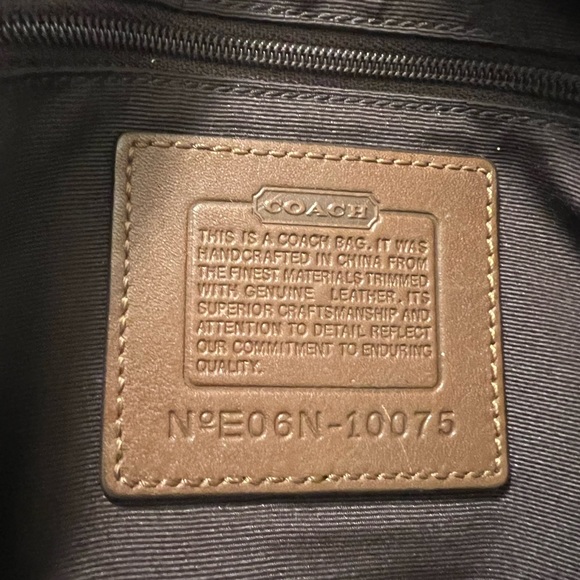 COACH
THIS IS A COACH BAG. IT WAS
HANDCRAFTED IN CHINA FROM
THE FINEST MATERIALS TRIMMED
WITH GENUINE LEATHER. ITS
SUPERIOR CRAFTSMANSHIP AND
ATTENTION TO DETAIL REFLECT
OUR COMMITMENT TO ENDURING
QUALITY.
Nº E06N-10075